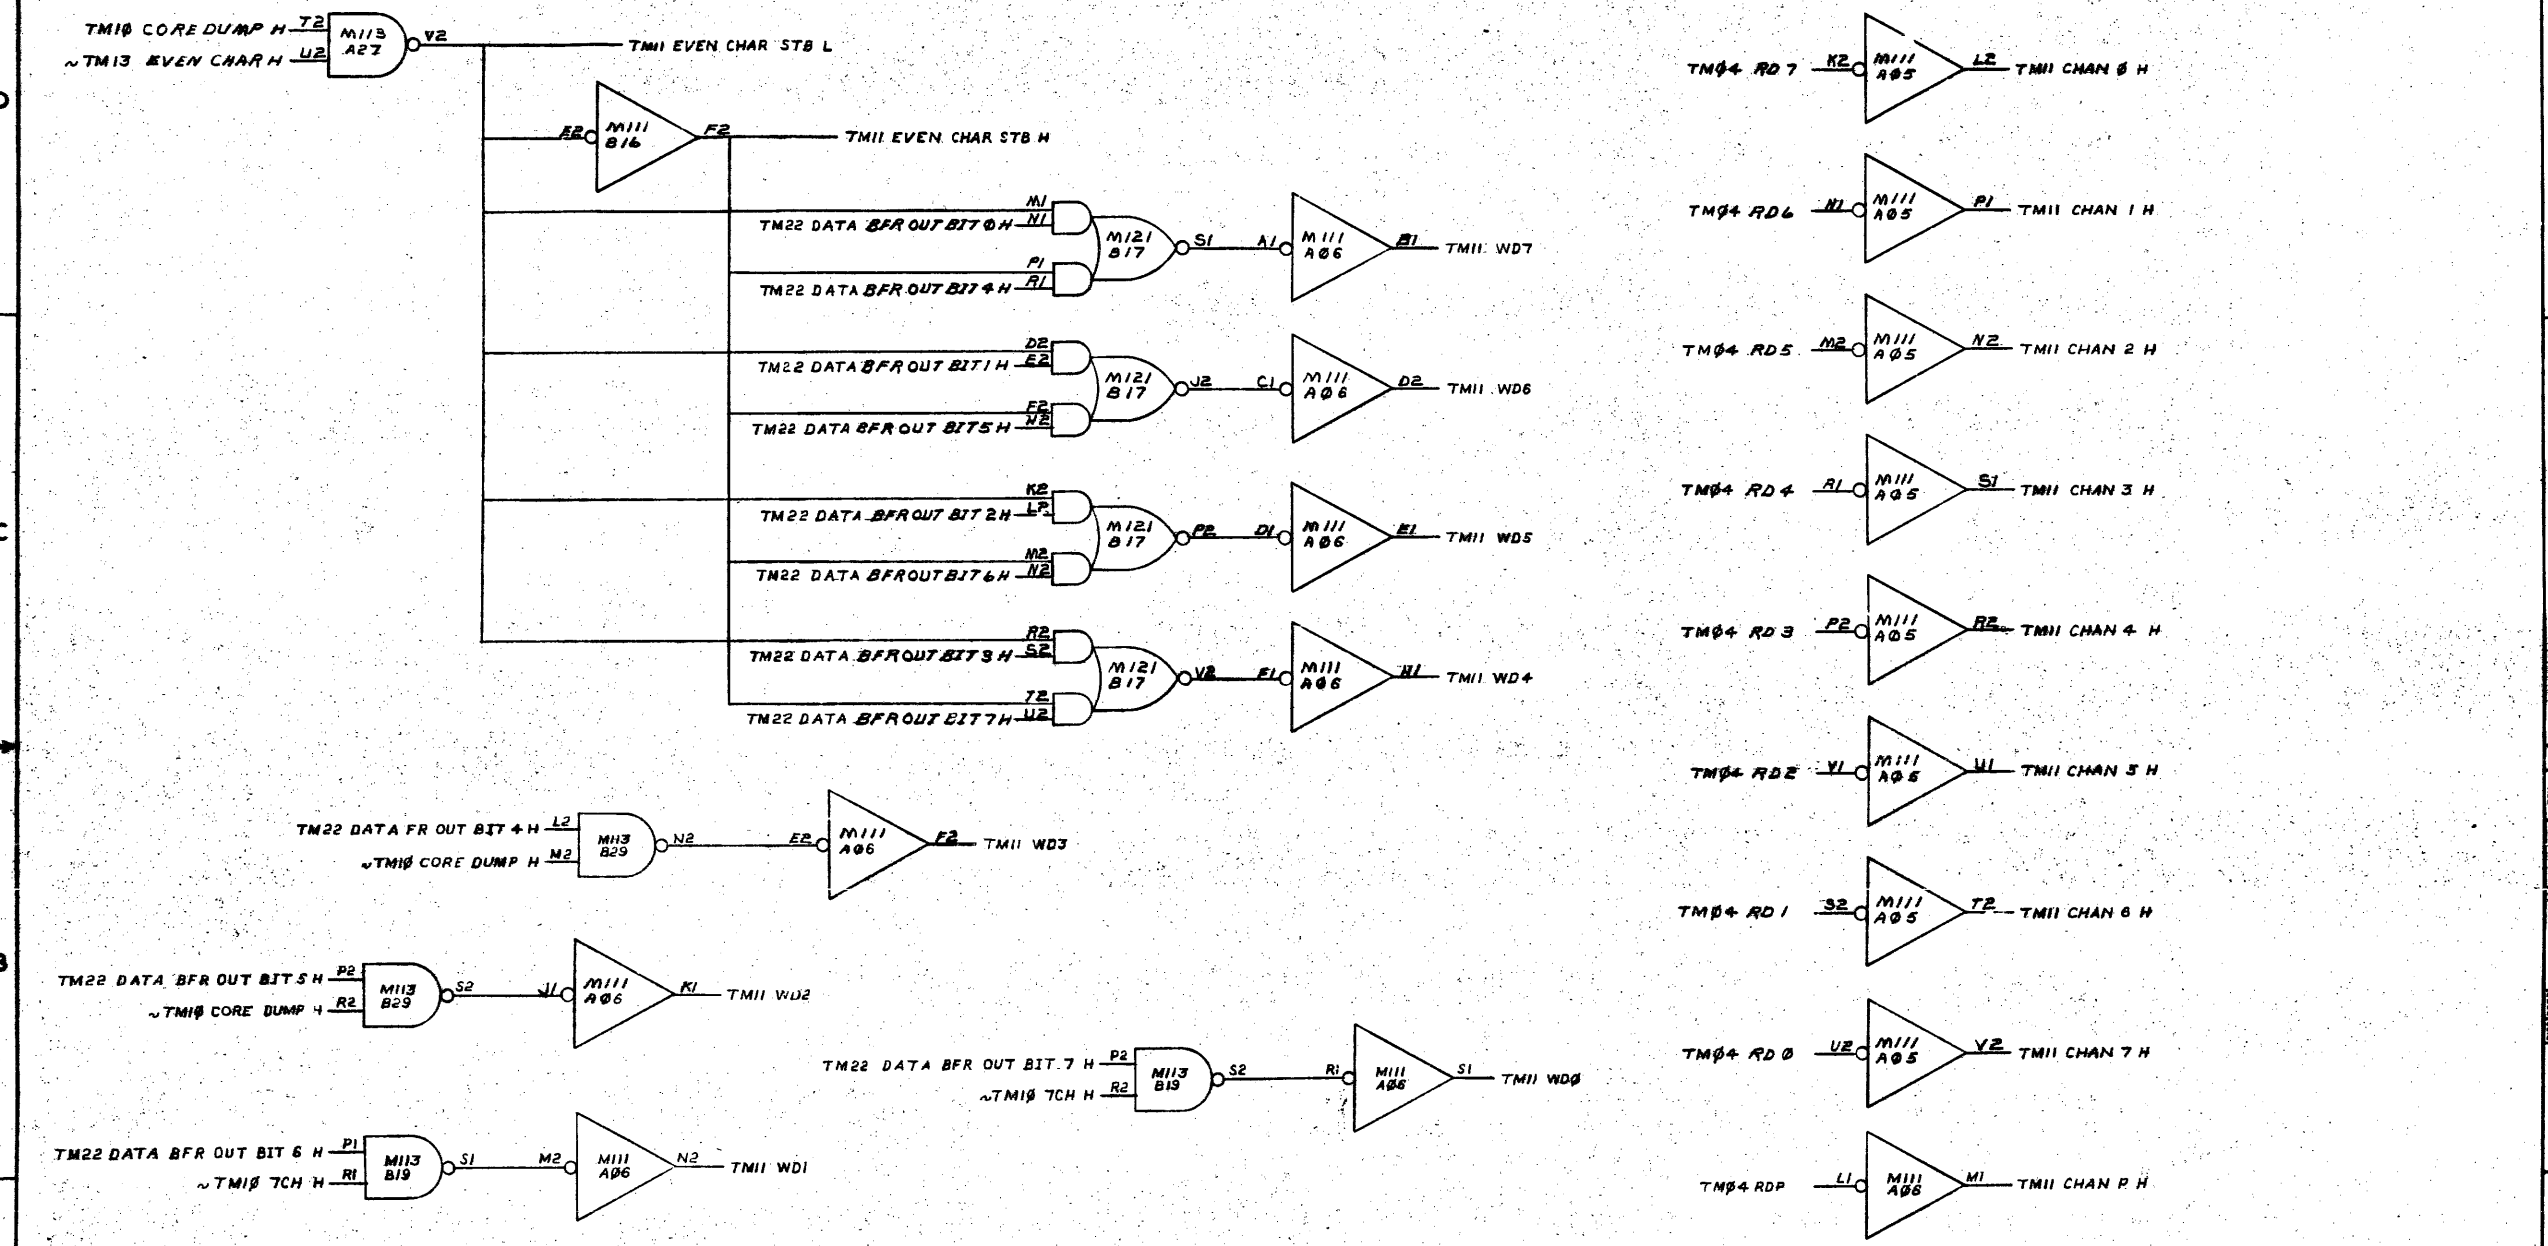 TM1Ø CORE DUMP H T2
~TM13 EVEN CHAR H U2
M113
A27
V2
TM11 EVEN CHAR STB L
E2
M111
B16
F2
TM11 EVEN CHAR STB H
M1
TM22 DATA BFR OUT BIT Ø H N1
P1
TM22 DATA BFR OUT BIT 4 H R1
M121
B17
S1
A1
M111
AØ6
B1
TM11 WD7
D2
TM22 DATA BFR OUT BIT 1 H E2
F2
TM22 DATA BFR OUT BIT 5 H H2
M121
B17
J2
C1
M111
AØ6
D2
TM11 WD6
K2
TM22 DATA BFR OUT BIT 2 H L2
M2
TM22 DATA BFR OUT BIT 6 H N2
M121
B17
P2
D1
M111
AØ6
E1
TM11 WD5
R2
TM22 DATA BFR OUT BIT 3 H S2
T2
TM22 DATA BFR OUT BIT 7 H U2
M121
B17
V2
F1
M111
AØ6
H1
TM11 WD4
TM22 DATA FR OUT BIT 4 H L2
~TM1Ø CORE DUMP H M2
M113
B29
N2
E2
M111
AØ6
F2
TM11 WD3
TM22 DATA BFR OUT BIT 5 H P2
~TM1Ø CORE DUMP H R2
M113
B29
S2
J1
M111
AØ6
K1
TM11 WD2
TM22 DATA BFR OUT BIT 7 H P2
~TM1Ø 7CH H R2
M113
B19
S2
R1
M111
AØ6
S1
TM11 WDØ
TM22 DATA BFR OUT BIT 6 H P1
~TM1Ø 7CH H R1
M113
B19
S1
M2
M111
AØ6
N2
TM11 WD1
TMØ4 RD 7 K2
M111
AØ5
L2
TM11 CHAN Ø H
TMØ4 RD6 N1
M111
AØ5
P1
TM11 CHAN 1 H
TMØ4 RD5 M2
M111
AØ5
N2
TM11 CHAN 2 H
TMØ4 RD 4 R1
M111
AØ5
S1
TM11 CHAN 3 H
TMØ4 RD 3 P2
M111
AØ5
R2
TM11 CHAN 4 H
TMØ4 RD2
M111
AØ5
U1
TM11 CHAN 5 H
TMØ4 RD 1 S2
M111
AØ5
T2
TM11 CHAN 6 H
TMØ4 RD Ø U2
M111
AØ5
V2
TM11 CHAN 7 H
TMØ4 RDP L1
M111
AØ6
M1
TM11 CHAN P H
D
C
B